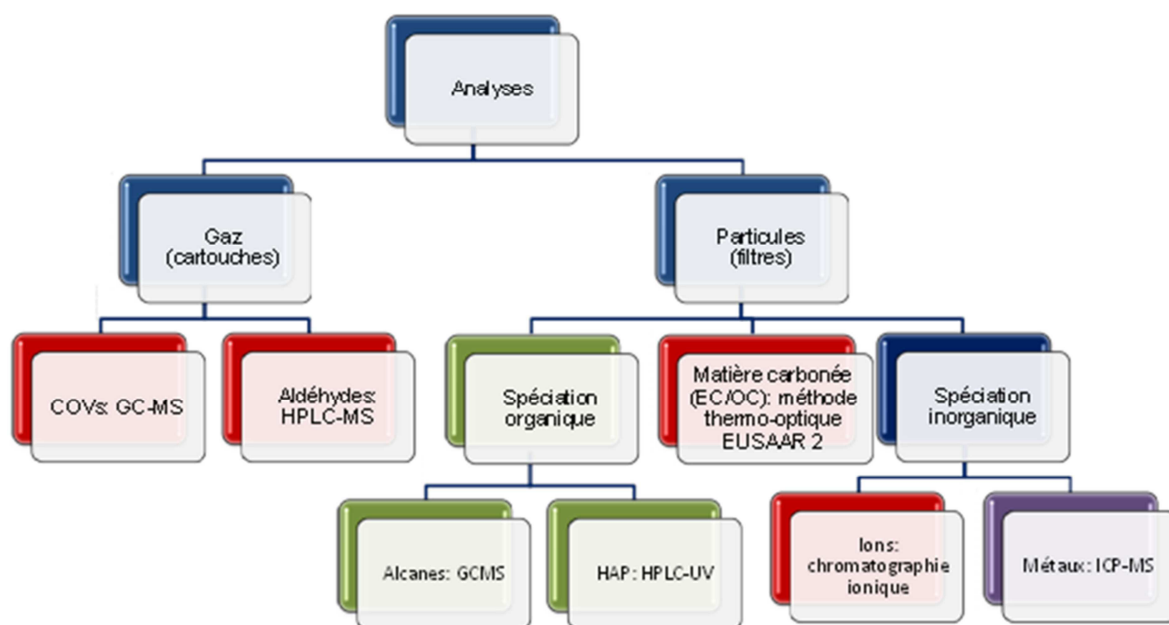 Analyses
Gaz
(cartouches)
Particules
(filtres)
COVs: GC-MS
Aldéhydes:
HPLC-MS
Spéciation
organique
Matière carbonée
(EC/OC): méthode
thermo-optique
EUSAAR 2
Spéciation
inorganique
Alcanes: GCMS
HAP: HPLC-UV
Ions:
chromatographie
ionique
Métaux: ICP-MS